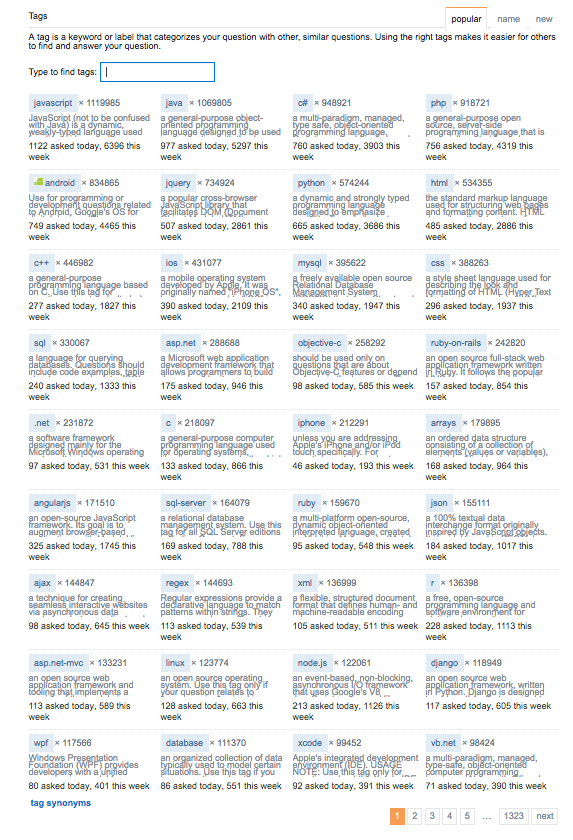 Tags
popular name new
A tag is a keyword or label that categorizes your question with other, similar questions. Using the right tags makes it easier for others
to find and answer your question.
Type to find tags:
javascript × 1119985
JavaScript (not to be confused
with Java) is a dynamic,
weakly-typed language used
1122 asked today, 6396 this
week
java × 1069805
a general-purpose object-
oriented programming
language designed to be used
977 asked today, 5297 this
week
c# × 948921
a multi-paradigm, managed,
type safe, object-oriented
programming language,
760 asked today, 3903 this
week
php × 918721
a general-purpose open
source, server-side
programming language that is
756 asked today, 4319 this
week
android × 834865
Use for programming or
development questions related
to Android, Google's OS for
749 asked today, 4465 this
week
jquery × 734924
a popular cross-browser
JavaScript library that
facilitates DOM (Document
507 asked today, 2861 this
week
python × 574244
a dynamic and strongly typed
programming language
designed to emphasize
665 asked today, 3686 this
week
html × 534355
the standard markup language
used for structuring web pages
and formatting content. HTML
485 asked today, 2886 this
week
c++ × 446982
a general-purpose
programming language based
on C. Use this tag for
277 asked today, 1827 this
week
ios × 431077
a mobile operating system
developed by Apple. It was
originally named "iPhone OS",
390 asked today, 2109 this
week
mysql × 395622
a freely available open source
Relational Database
Management System
340 asked today, 1947 this
week
css × 388263
a style sheet language used for
describing the look and
formatting of HTML (Hyper Text
296 asked today, 1937 this
week
sql × 330067
a language for querying
databases. Questions should
include code examples, table
240 asked today, 1333 this
week
asp.net × 288688
a Microsoft web application
development framework that
allows programmers to build
175 asked today, 946 this
week
objective-c × 258292
should be used only on
questions that are about
Objective-C features or depend
98 asked today, 585 this week
ruby-on-rails × 242820
an open source full-stack web
application framework written
in Ruby. It follows the popular
157 asked today, 854 this
week
.net × 231872
a software framework
designed mainly for the
Microsoft Windows operating
97 asked today, 531 this week
c × 218097
a general-purpose computer
programming language used
for operating systems,
133 asked today, 866 this
week
iphone × 212291
unless you are addressing
Apple's iPhone and/or iPod
touch specifically. For
46 asked today, 193 this week
arrays × 179895
an ordered data structure
consisting of a collection of
elements (values or variables),
168 asked today, 964 this
week
angularjs × 171510
an open-source JavaScript
framework. Its goal is to
augment browser-based
325 asked today, 1745 this
week
sql-server × 164079
a relational database
management system. Use this
tag for all SQL Server editions
169 asked today, 788 this
week
ruby × 159670
a multi-platform open-source,
dynamic object-oriented
interpreted language, created
95 asked today, 548 this week
json × 155111
a 100% textual data
interchange format originally
inspired by JavaScript objects.
184 asked today, 1017 this
week
ajax × 144847
a technique for creating
seamless interactive websites
via asynchronous data
98 asked today, 645 this week
regex × 144693
Regular expressions provide a
declarative language to match
patterns within strings. They
113 asked today, 539 this
week
xml × 136999
a flexible, structured document
format that defines human- and
machine-readable encoding
105 asked today, 511 this week
r × 136398
a free, open-source
programming language and
software environment for
228 asked today, 1113 this
week
asp.net-mvc × 133231
an open source web
application framework and
tooling that implements a
113 asked today, 589 this
week
linux × 123774
an open source operating
system. Use this tag only if
your question relates to
128 asked today, 663 this
week
node.js × 122061
an event-based, non-blocking,
asynchronous I/O framework
that uses Google's V8
213 asked today, 1126 this
week
django × 118949
an open source web
application framework, written
in Python. Django is designed
117 asked today, 605 this week
wpf × 117566
Windows Presentation
Foundation (WPF) provides
developers with a unified
80 asked today, 401 this week
database × 111370
an organized collection of data
typically used to model certain
situations. Use this tag if you
86 asked today, 551 this week
xcode × 99452
Apple's integrated development
environment (IDE). USAGE
NOTE: Use this tag only for
92 asked today, 391 this week
vb.net × 98424
a multi-paradigm, managed,
type-safe, object-oriented
computer programming
71 asked today, 390 this week
tag synonyms
1 2 3 4 5 … 1323 next